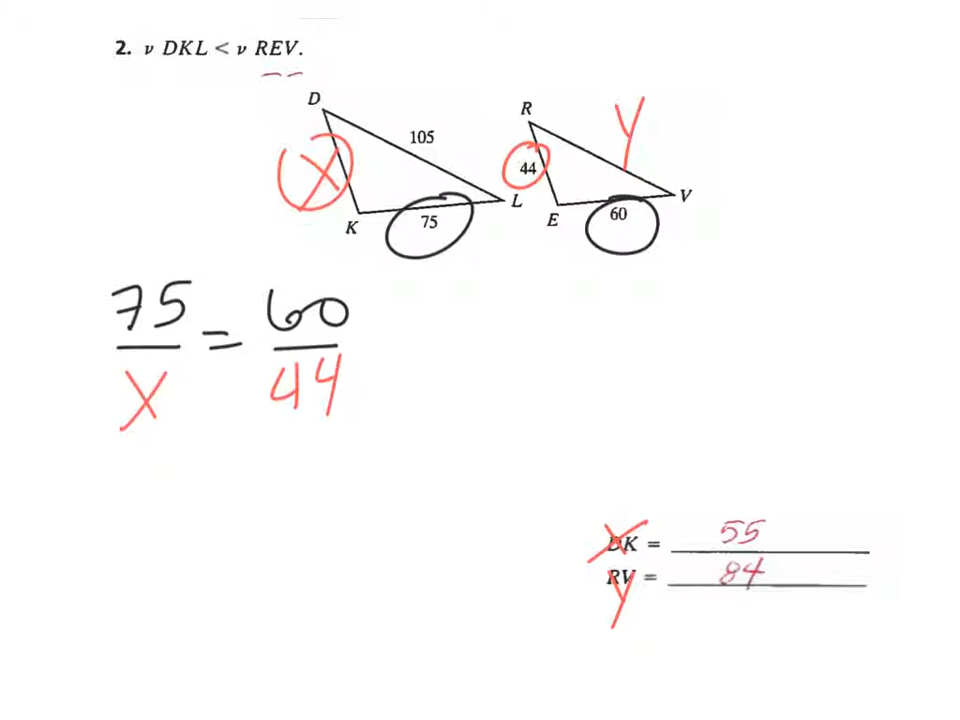 2. ν DKL < ν REV.
D
R
y
105
x
44
L
V
K
75
E
60
75/x = 60/44
x DK = 55
y RV = 84